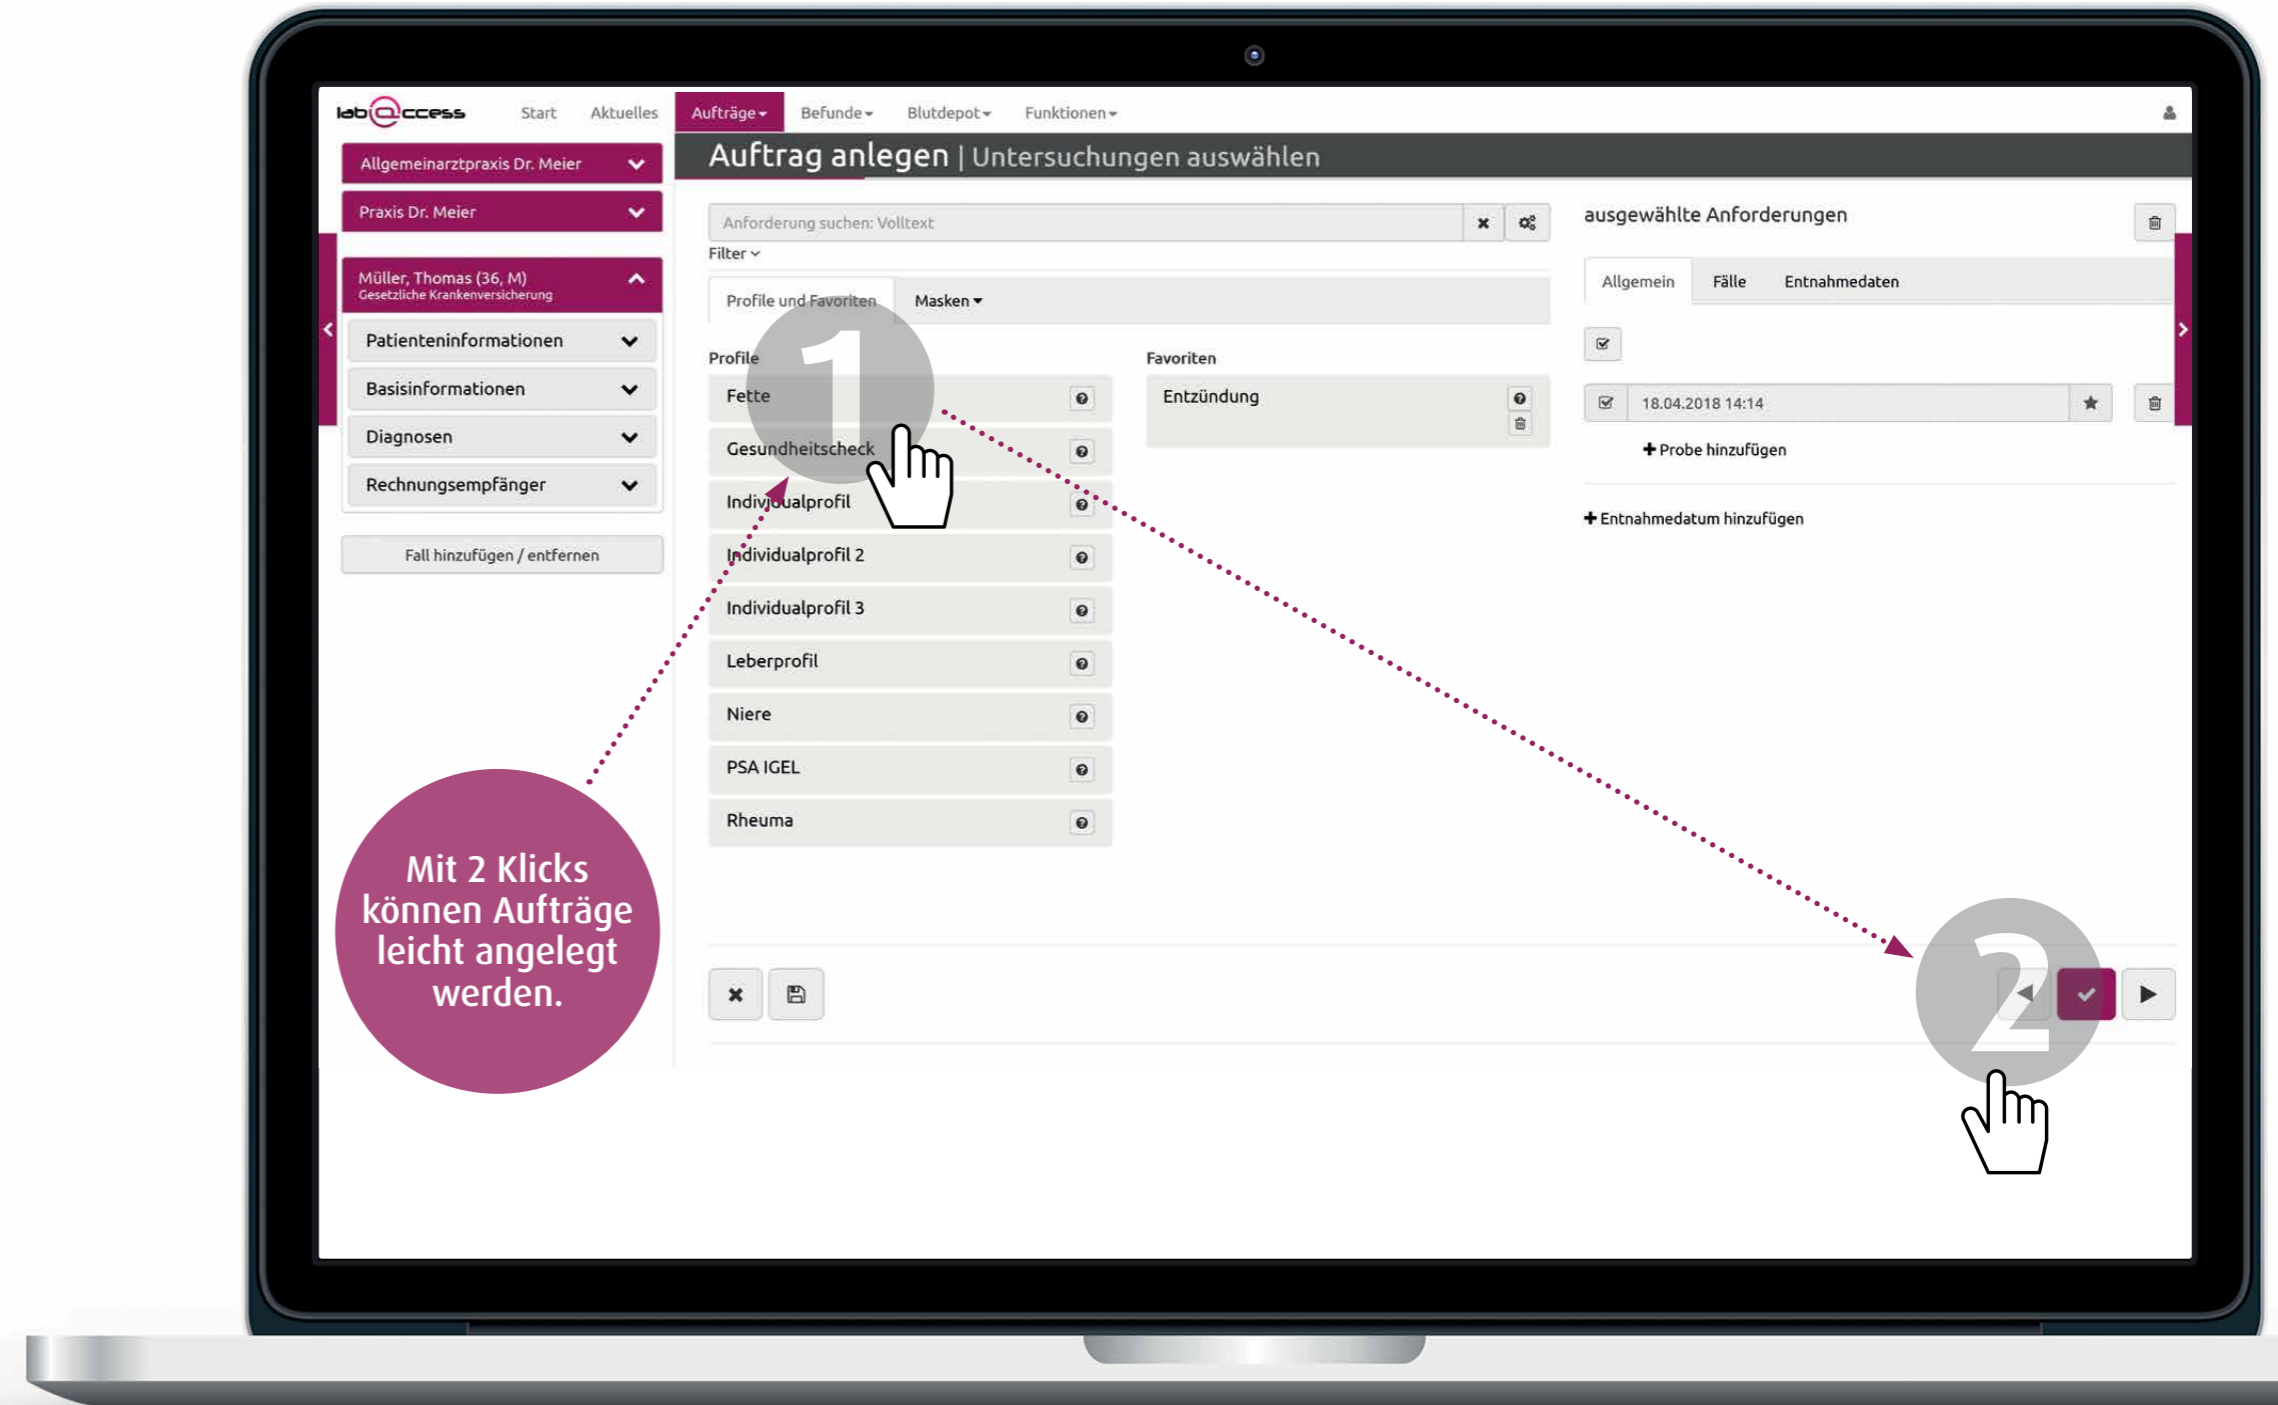 lab@ccess Start Aktuelles Aufträge Befunde Blutdepot Funktionen
Allgemeinarztpraxis Dr. Meier
Praxis Dr. Meier
Müller, Thomas (36, M)
Gesetzliche Krankenversicherung
Patienteninformationen
Basisinformationen
Diagnosen
Rechnungsempfänger
Fall hinzufügen / entfernen
Auftrag anlegen | Untersuchungen auswählen
Anforderung suchen: Volltext
Filter
Profile und Favoriten Masken
Profile
Fette
Gesundheitscheck
Individualprofil
Individualprofil 2
Individualprofil 3
Leberprofil
Niere
PSA IGEL
Rheuma
Favoriten
Entzündung
ausgewählte Anforderungen
Allgemein Fälle Entnahmedaten
18.04.2018 14:14
+ Probe hinzufügen
+ Entnahmedatum hinzufügen
1
2
Mit 2 Klicks
können Aufträge
leicht angelegt
werden.